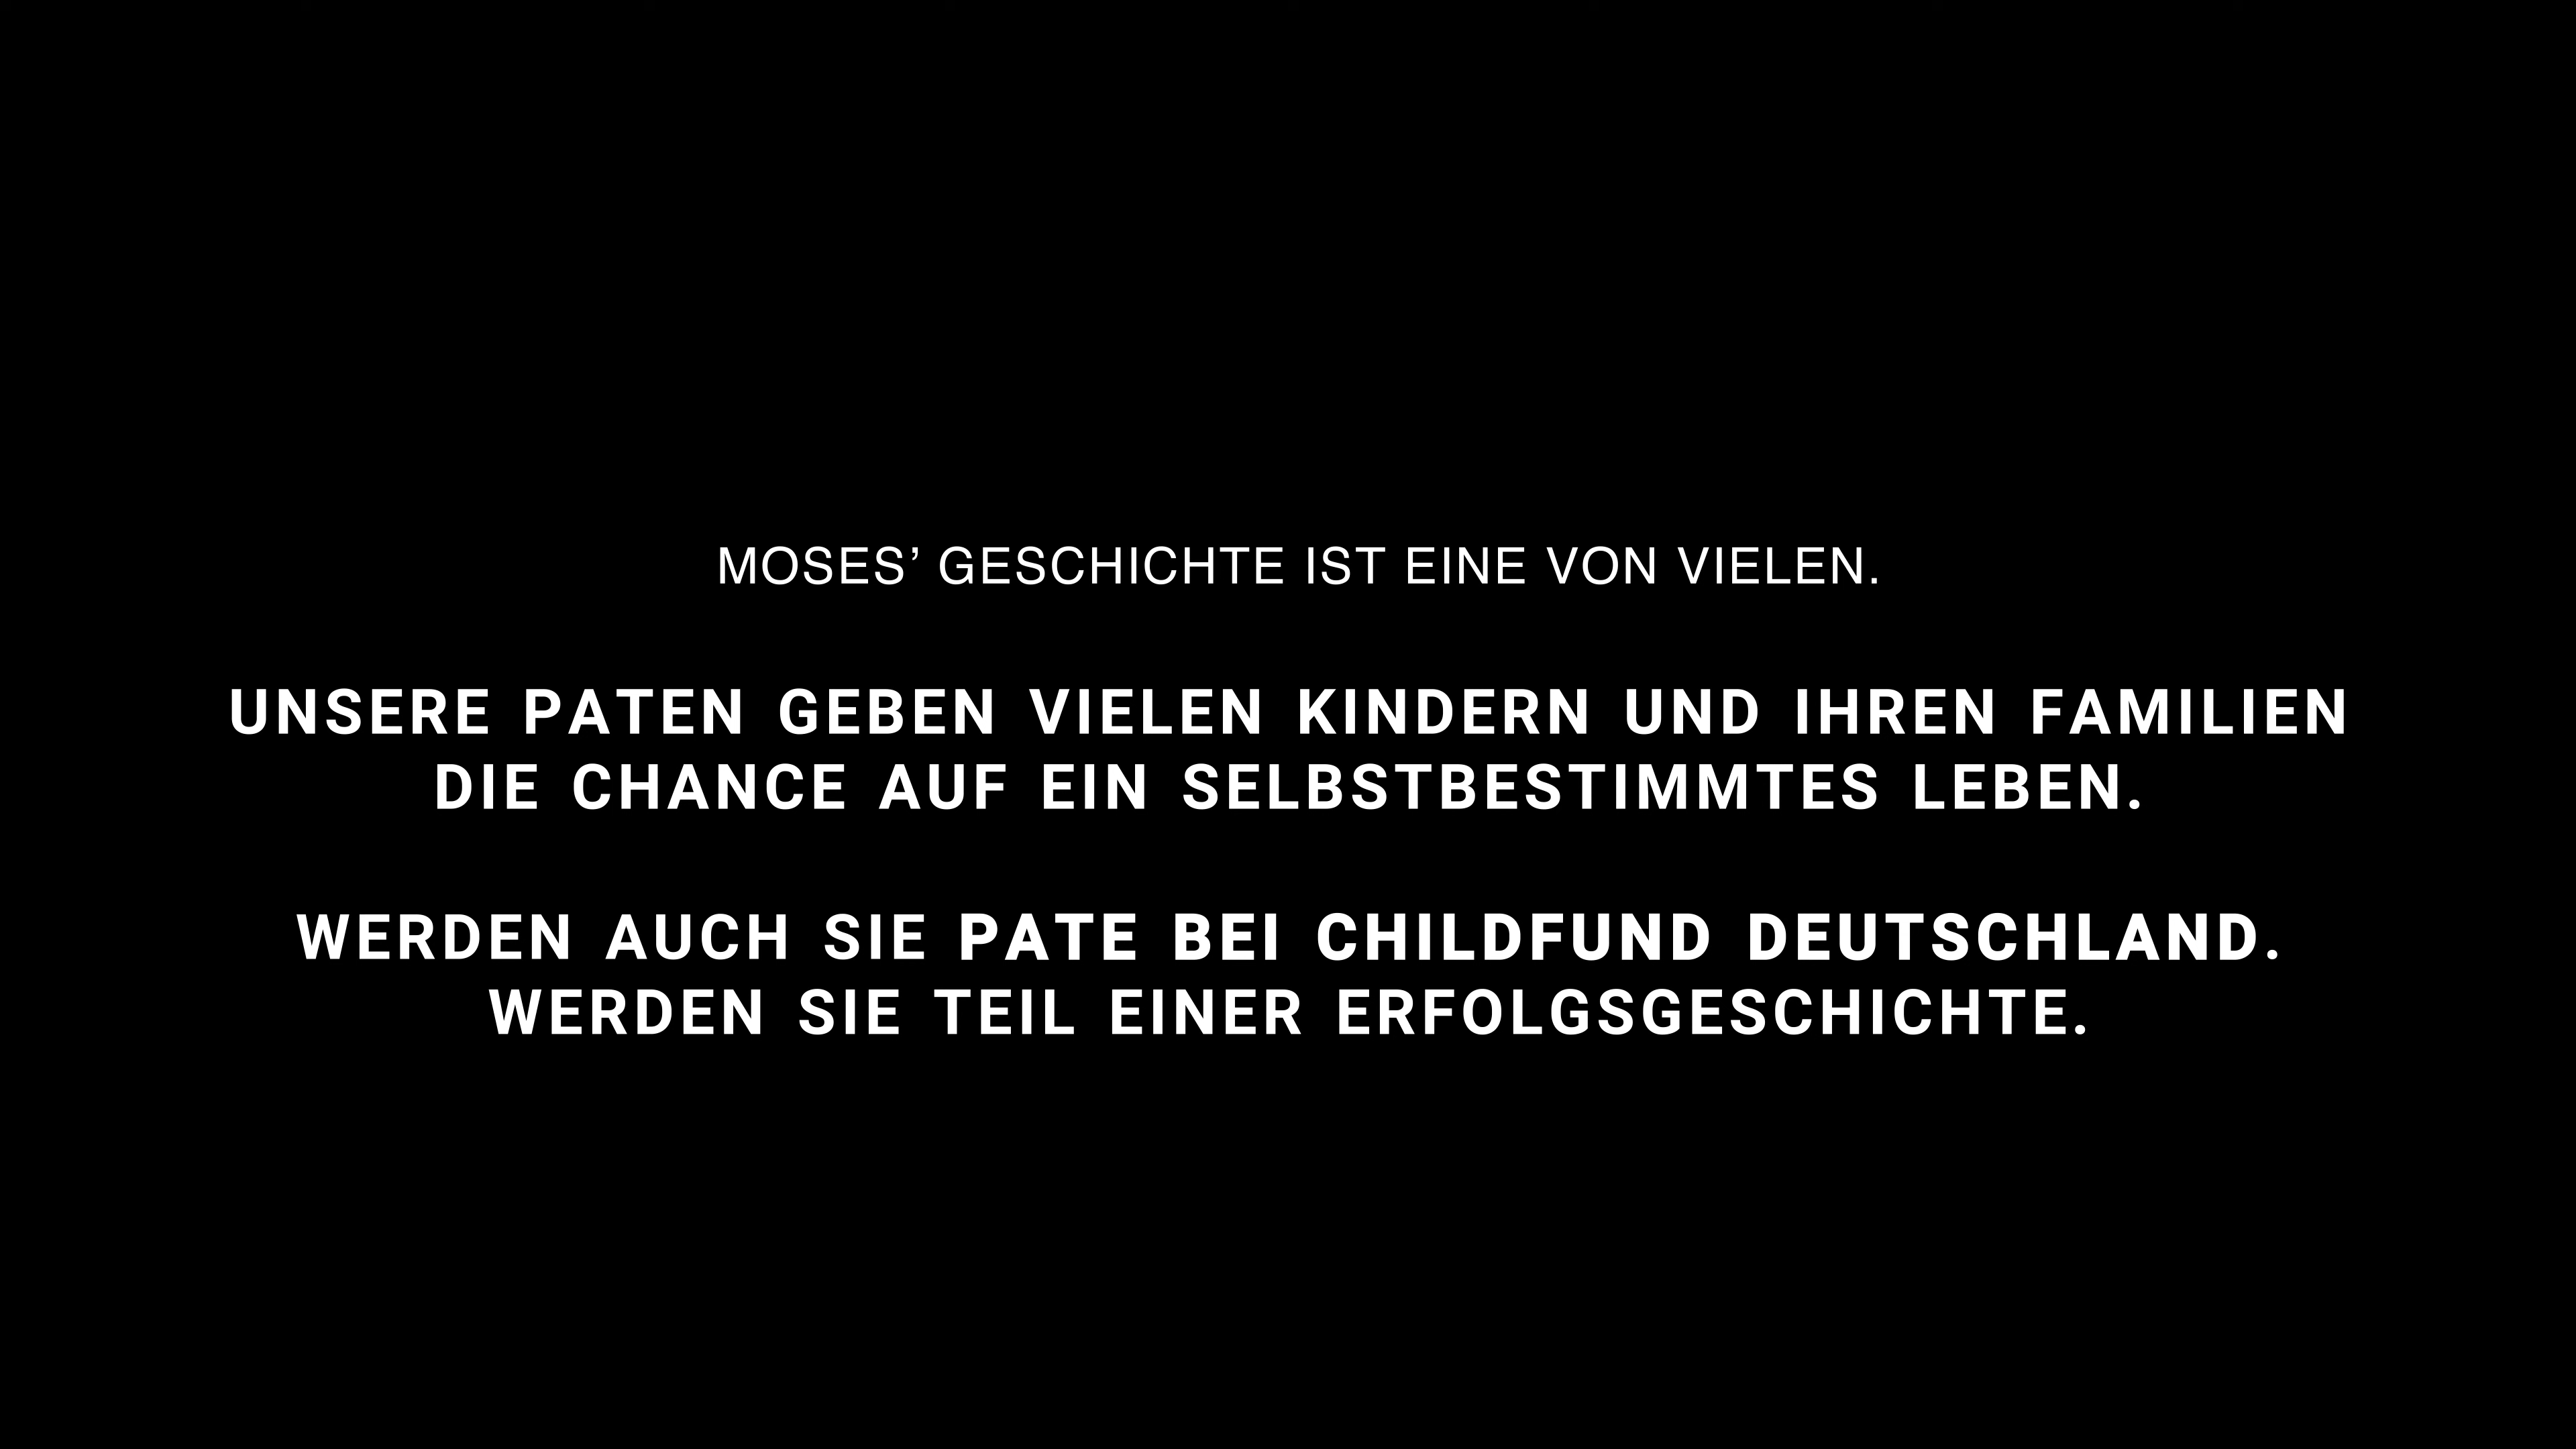 MOSES’ GESCHICHTE IST EINE VON VIELEN.
UNSERE PATEN GEBEN VIELEN KINDERN UND IHREN FAMILIEN
DIE CHANCE AUF EIN SELBSTBESTIMMTES LEBEN.
WERDEN AUCH SIE PATE BEI CHILDFUND DEUTSCHLAND.
WERDEN SIE TEIL EINER ERFOLGSGESCHICHTE.